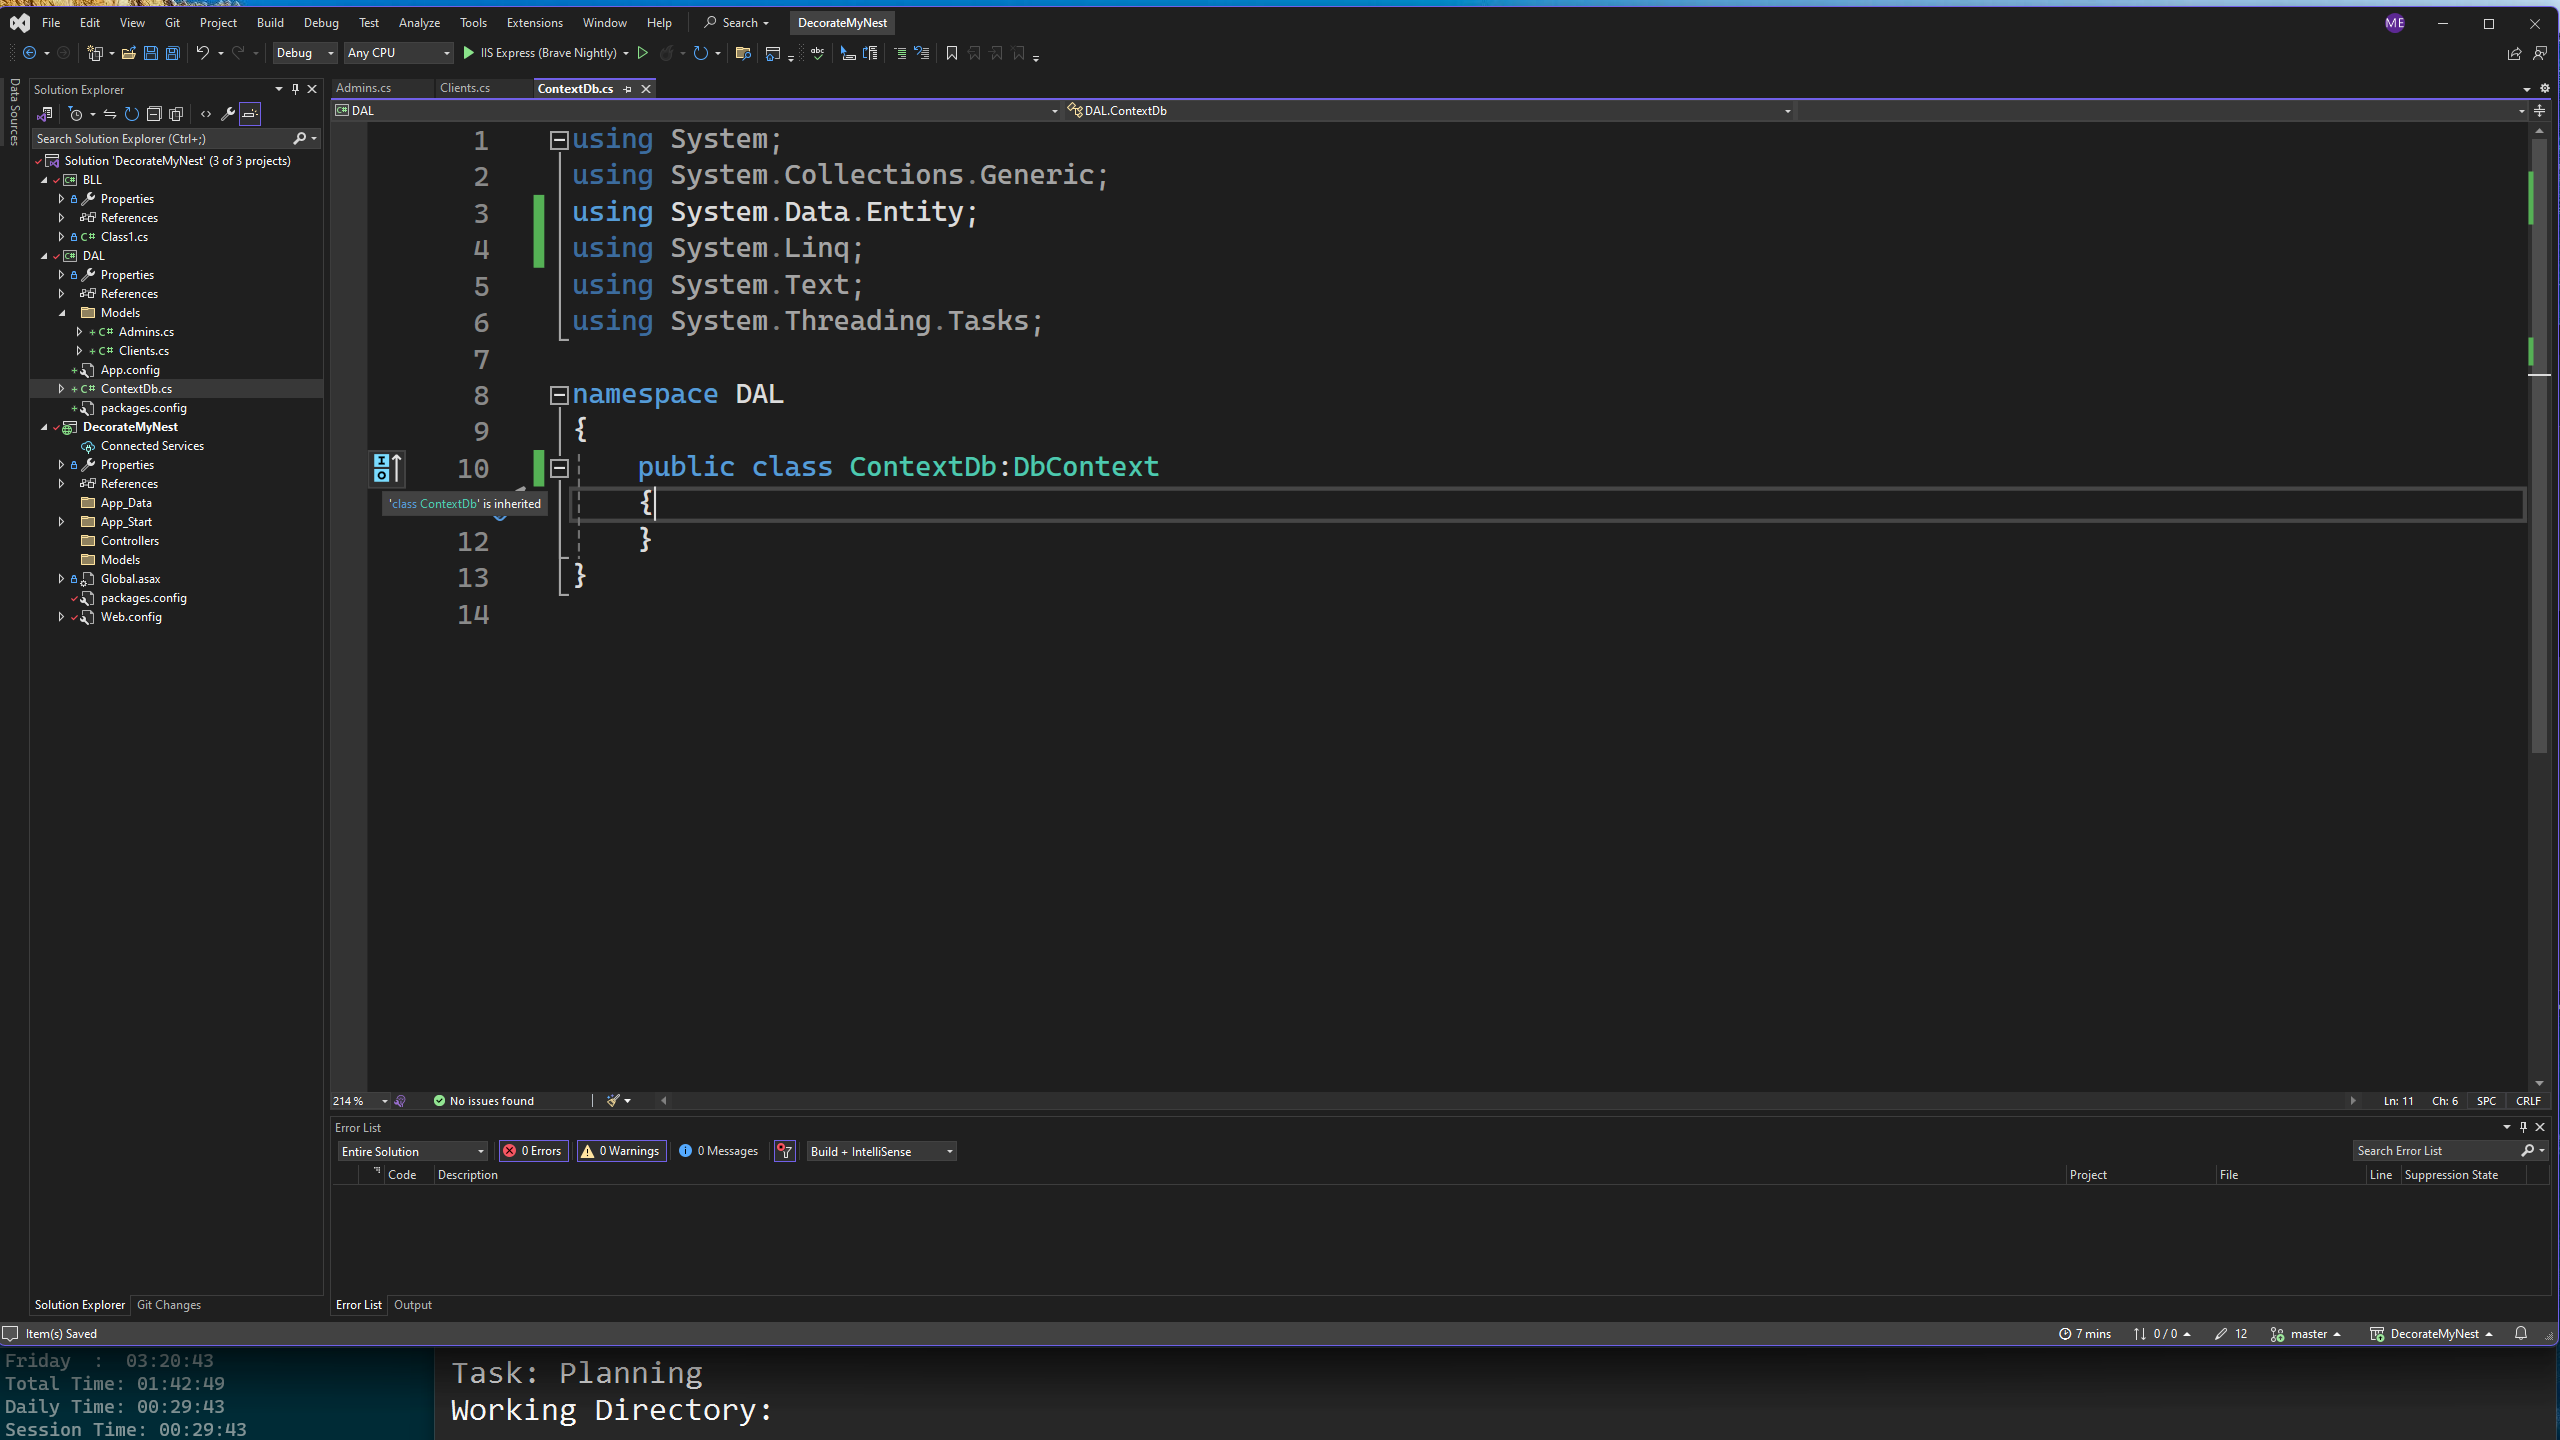 File Edit View Git Project Build Debug Test Analyze Tools Extensions Window Help Search DecorateMyNest ME
Debug Any CPU IIS Express (Brave Nightly) abc
Data Sources
Solution Explorer
Search Solution Explorer (Ctrl+;)
Solution 'DecorateMyNest' (3 of 3 projects)
BLL
Properties
References
C# Class1.cs
DAL
Properties
References
Models
C# Admins.cs
C# Clients.cs
App.config
C# ContextDb.cs
packages.config
DecorateMyNest
Connected Services
Properties
References
App_Data
App_Start
Controllers
Models
Global.asax
packages.config
Web.config
Solution Explorer Git Changes
Admins.cs Clients.cs ContextDb.cs
C# DAL DAL.ContextDb
1 using System;
2 using System.Collections.Generic;
3 using System.Data.Entity;
4 using System.Linq;
5 using System.Text;
6 using System.Threading.Tasks;
7
8 namespace DAL
9 {
10 public class ContextDb:DbContext
{
'class ContextDb' is inherited
12 }
13 }
14
214 % No issues found Ln: 11 Ch: 6 SPC CRLF
Error List
Entire Solution 0 Errors 0 Warnings 0 Messages Build + IntelliSense Search Error List
Code Description Project File Line Suppression State
Error List Output
Item(s) Saved 7 mins 0 / 0 12 master DecorateMyNest
Friday : 03:20:43
Total Time: 01:42:49
Daily Time: 00:29:43
Session Time: 00:29:43
Task: Planning
Working Directory: